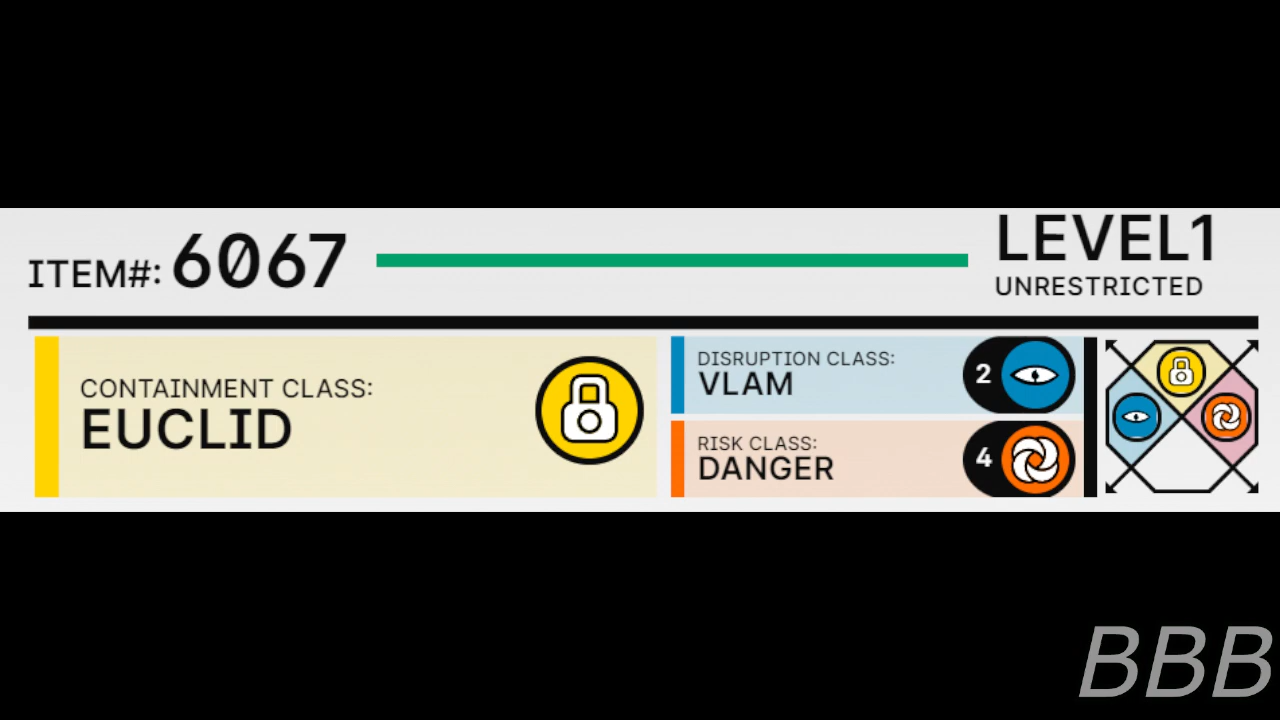 ITEM#: 6067
LEVEL1
UNRESTRICTED
CONTAINMENT CLASS:
EUCLID
DISRUPTION CLASS:
VLAM
2
RISK CLASS:
DANGER
4
BBB